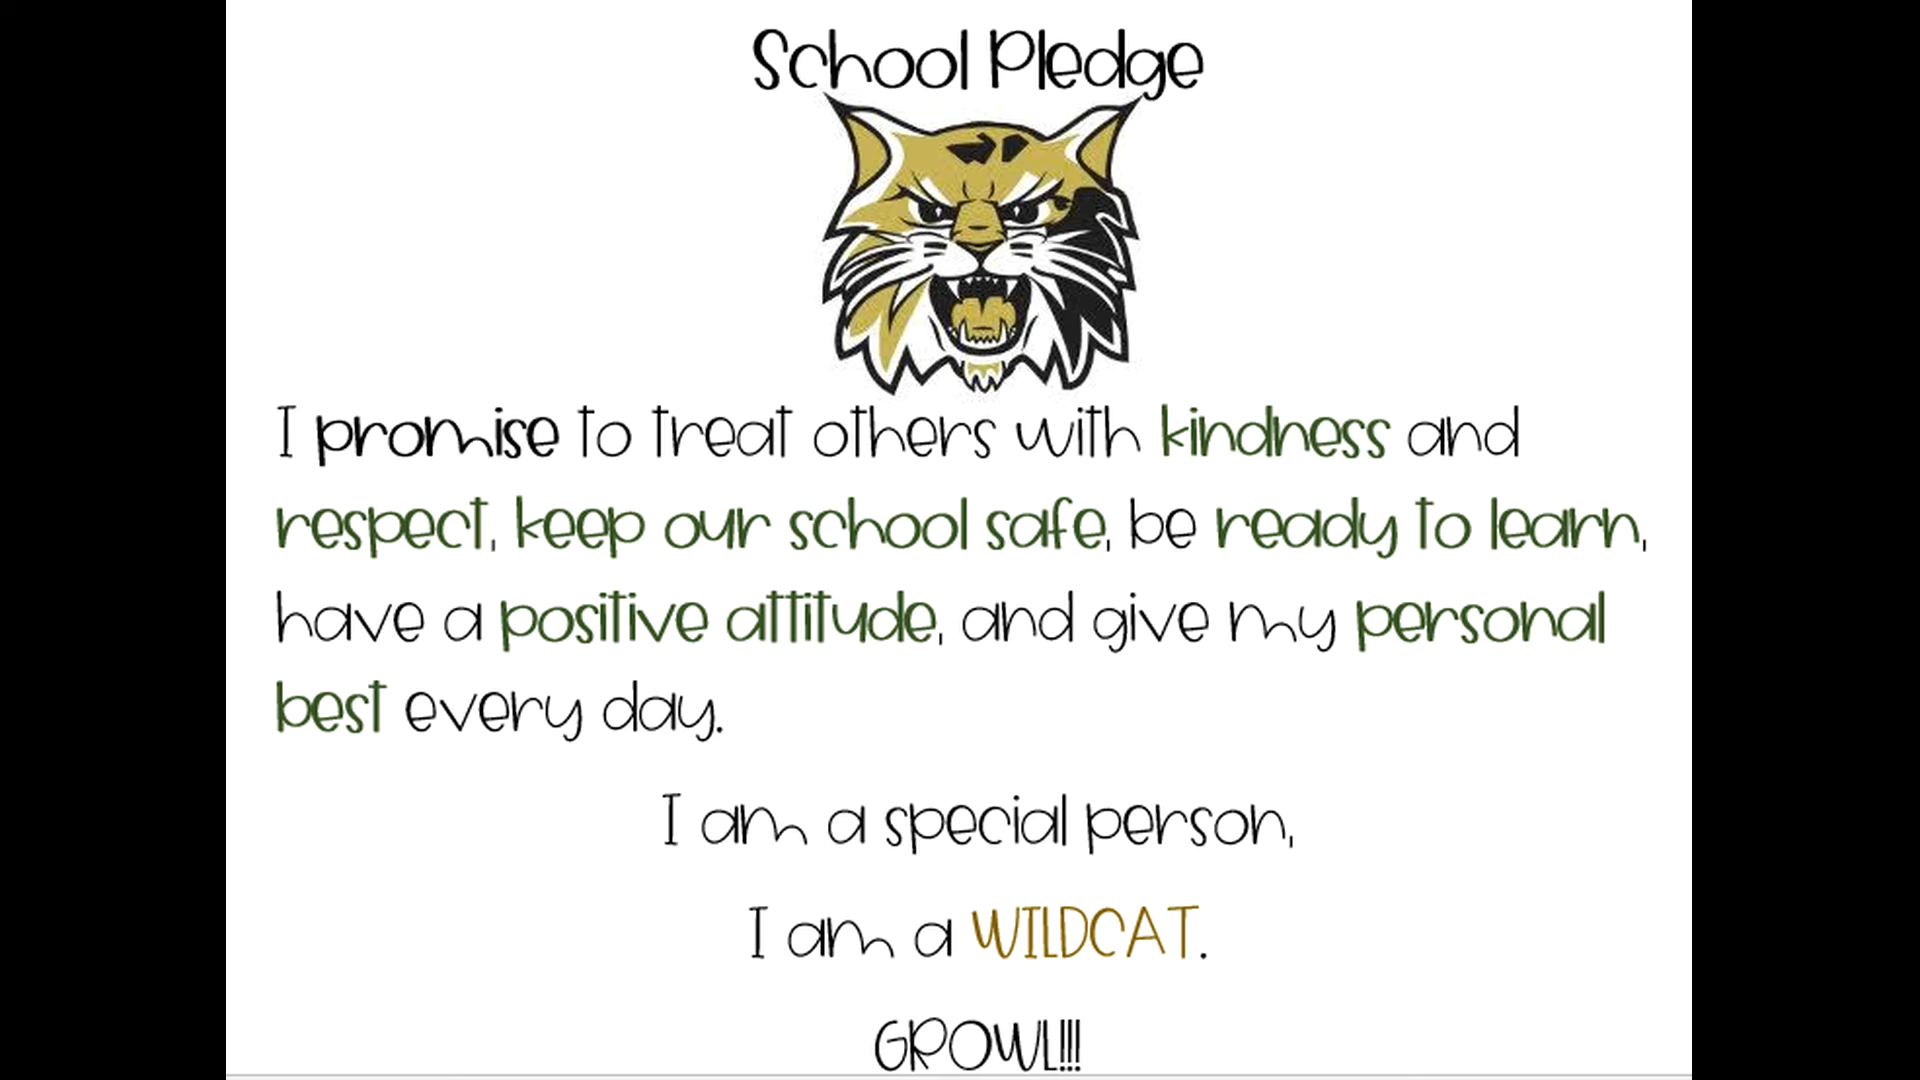 School Pledge
I promise to treat others with kindness and
respect, keep our school safe, be ready to learn,
have a positive attitude, and give my personal
best every day.
I am a special person,
I am a WILDCAT.
GROWL!!!